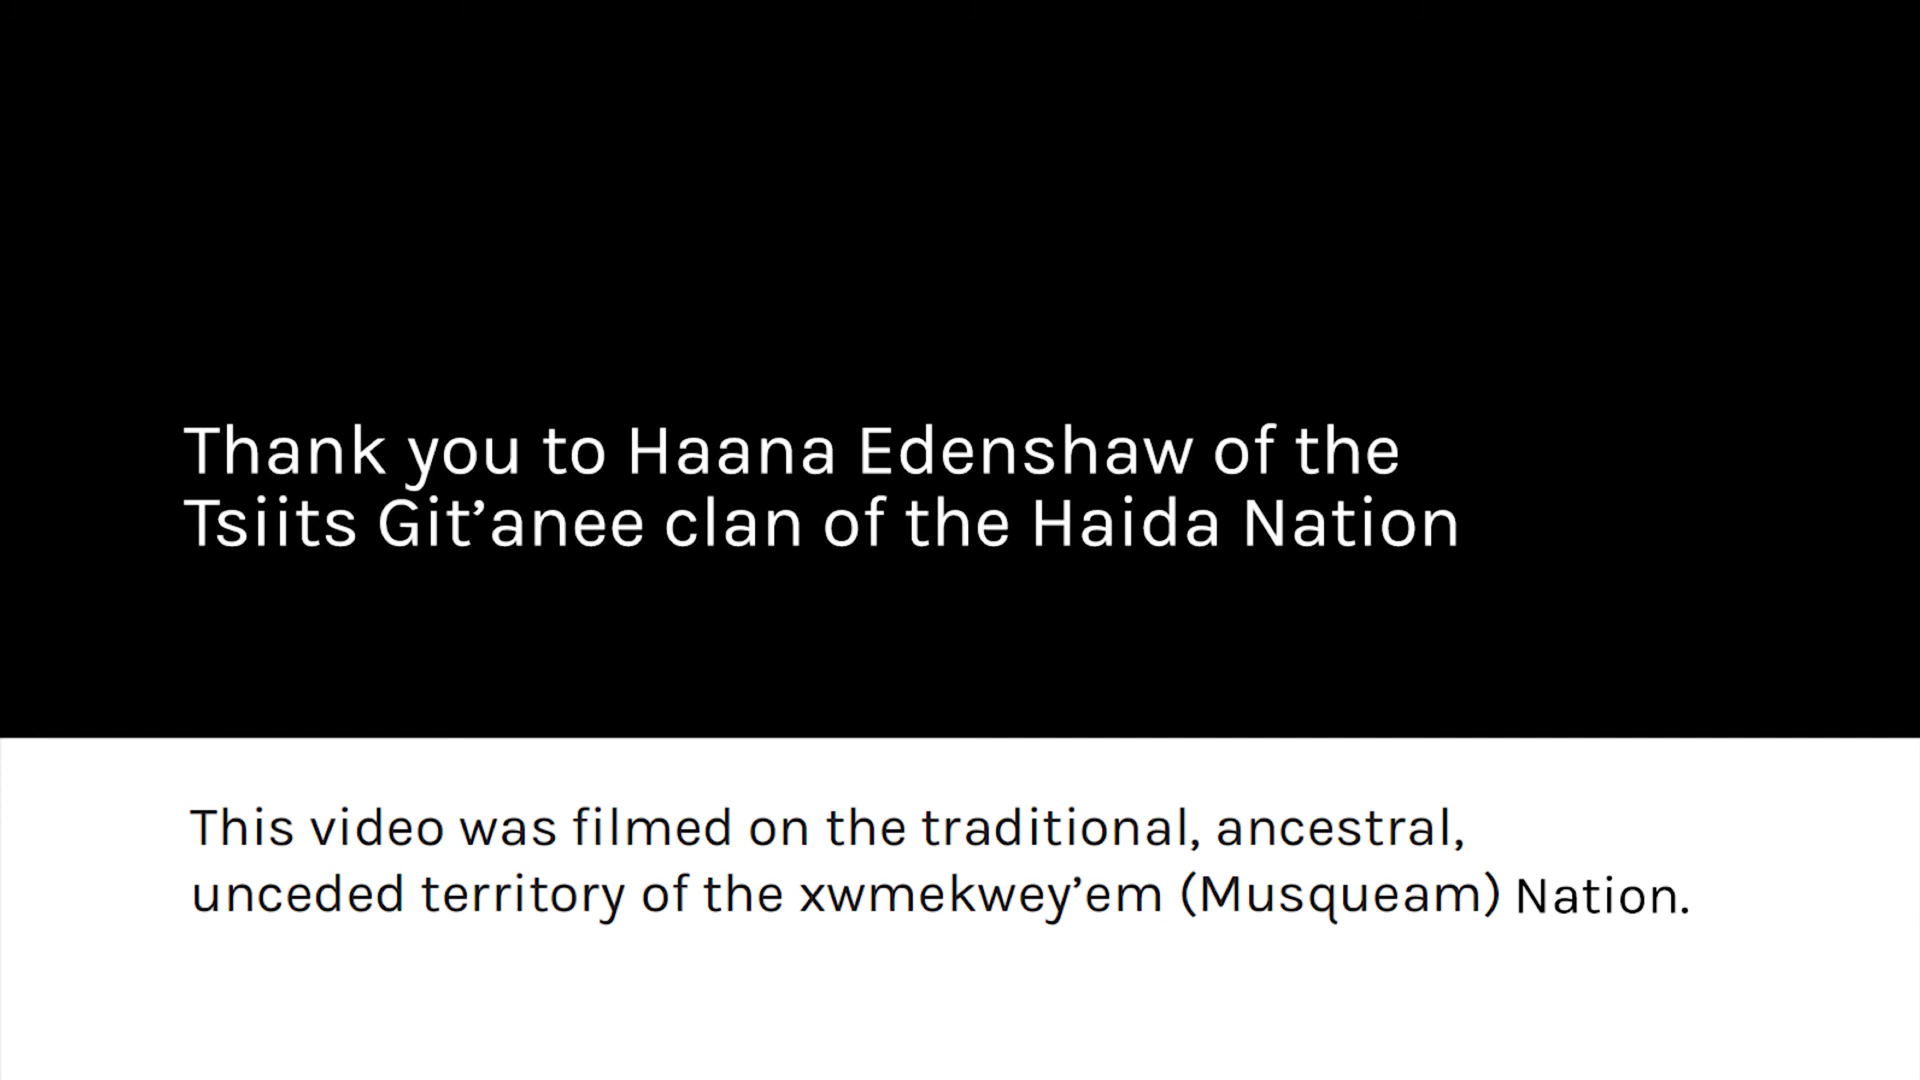 Thank you to Haana Edenshaw of the
Tsiits Git’anee clan of the Haida Nation
This video was filmed on the traditional, ancestral,
unceded territory of the xwmekwey’em (Musqueam) Nation.